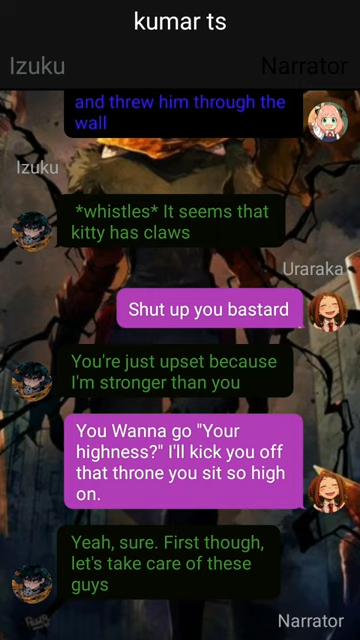 kumar ts
Izuku
Narrator
and threw him through the
wall
Izuku
*whistles* It seems that
kitty has claws
Uraraka
Shut up you bastard
You're just upset because
I'm stronger than you
You Wanna go "Your
highness?" I'll kick you off
that throne you sit so high
on.
Yeah, sure. First though,
let's take care of these
guys
Narrator